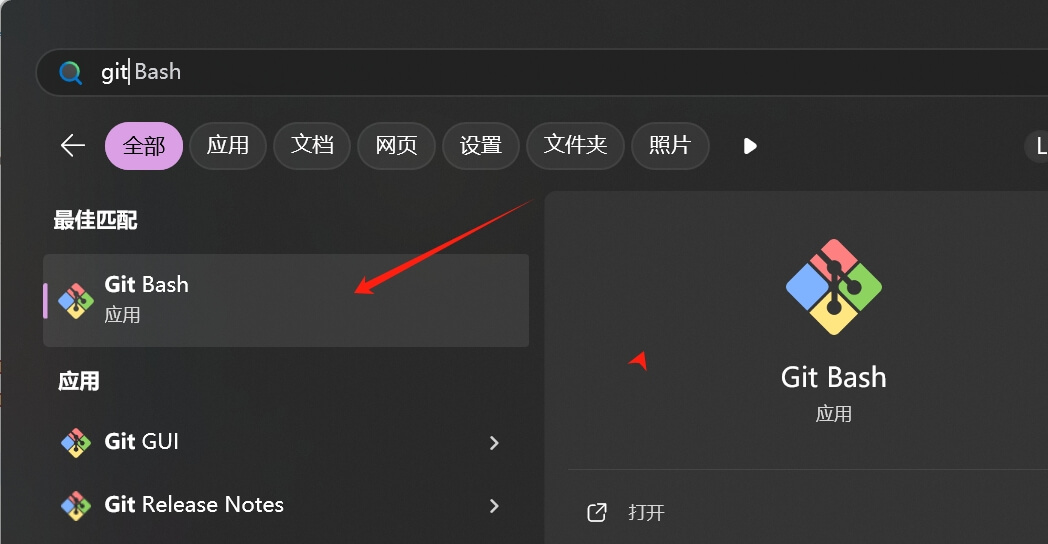 git Bash
全部 应用 文档 网页 设置 文件夹 照片 L
最佳匹配
Git Bash
应用
应用
Git GUI
Git Release Notes
Git Bash
应用
打开